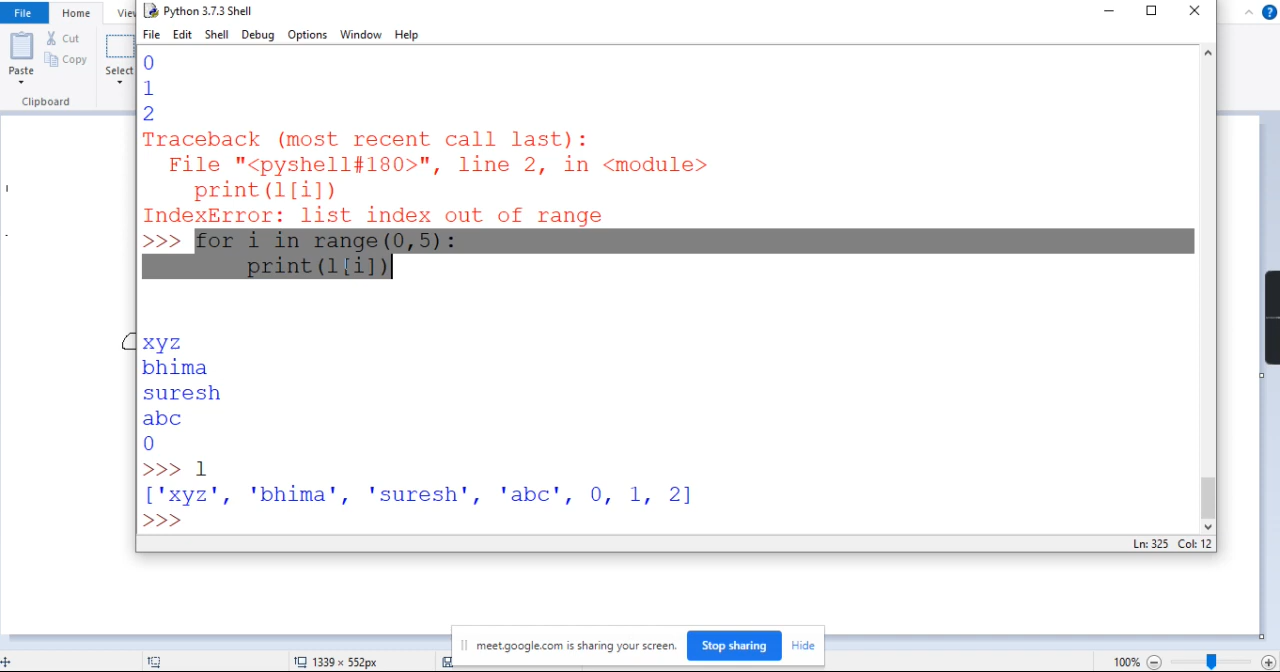 File Home View
Python 3.7.3 Shell
Cut
Copy
Paste
Select
Clipboard
File Edit Shell Debug Options Window Help
0
1
2
Traceback (most recent call last):
  File "<pyshell#180>", line 2, in <module>
    print(l[i])
IndexError: list index out of range
>>> for i in range(0,5):
        print(l[i])
xyz
bhima
suresh
abc
0
>>> l
['xyz', 'bhima', 'suresh', 'abc', 0, 1, 2]
>>>
Ln: 325 Col: 12
meet.google.com is sharing your screen. Stop sharing Hide
1339 × 552px 100%